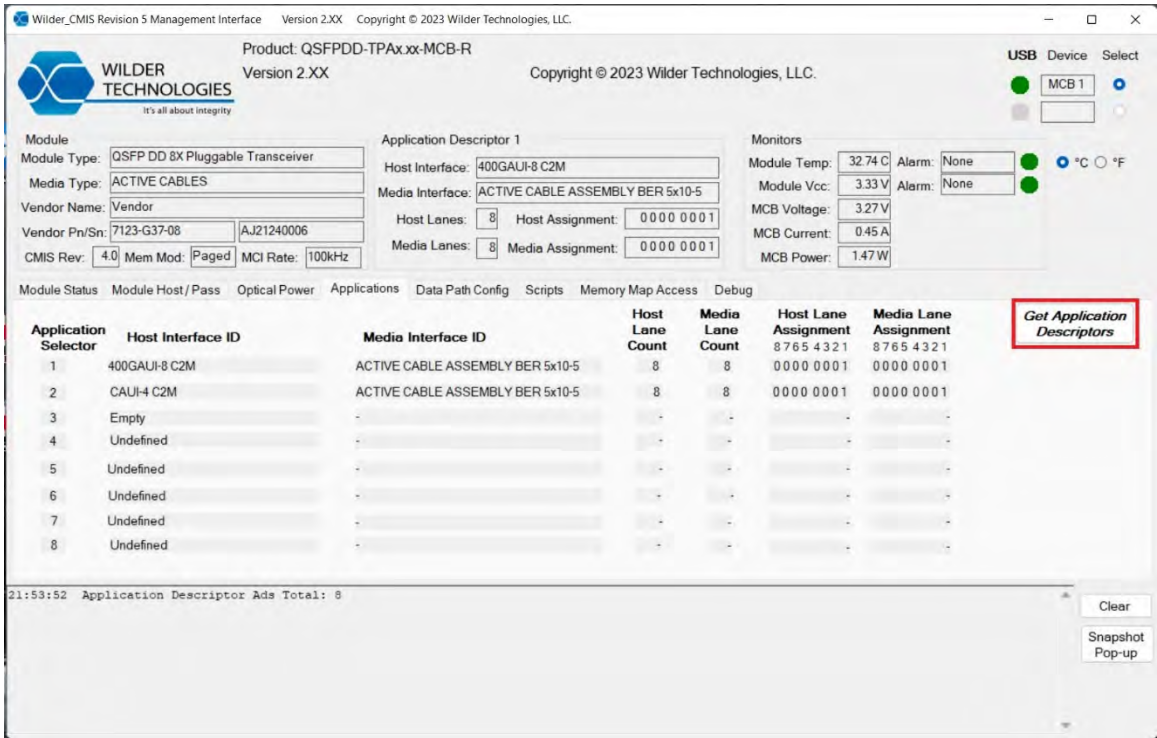 Wilder_CMIS Revision 5 Management Interface Version 2.XX Copyright © 2023 Wilder Technologies, LLC.
WILDER
TECHNOLOGIES
It's all about integrity
Product: QSFPDD-TPAx.xx-MCB-R
Version 2.XX
Copyright © 2023 Wilder Technologies, LLC.
USB Device Select
MCB 1
Module
Module Type: QSFP DD 8X Pluggable Transceiver
Media Type: ACTIVE CABLES
Vendor Name: Vendor
Vendor Pn/Sn: 7123-G37-08 AJ21240006
CMIS Rev: 4.0 Mem Mod: Paged MCI Rate: 100kHz
Application Descriptor 1
Host Interface: 400GAUI-8 C2M
Media Interface: ACTIVE CABLE ASSEMBLY BER 5x10-5
Host Lanes: 8 Host Assignment: 0000 0001
Media Lanes: 8 Media Assignment: 0000 0001
Monitors
Module Temp: 32.74 C Alarm: None °C °F
Module Vcc: 3.33 V Alarm: None
MCB Voltage: 3.27 V
MCB Current: 0.45 A
MCB Power: 1.47 W
Module Status Module Host / Pass Optical Power Applications Data Path Config Scripts Memory Map Access Debug
Application Selector Host Interface ID Media Interface ID Host Lane Count Media Lane Count Host Lane Assignment 8765 4321 Media Lane Assignment 8765 4321
Get Application
Descriptors
1 400GAUI-8 C2M ACTIVE CABLE ASSEMBLY BER 5x10-5 8 8 0000 0001 0000 0001
2 CAUI-4 C2M ACTIVE CABLE ASSEMBLY BER 5x10-5 8 8 0000 0001 0000 0001
3 Empty - - - - -
4 Undefined - - - - -
5 Undefined - - - - -
6 Undefined - - - - -
7 Undefined - - - - -
8 Undefined - - - - -
21:53:52 Application Descriptor Ads Total: 8
Clear
Snapshot
Pop-up